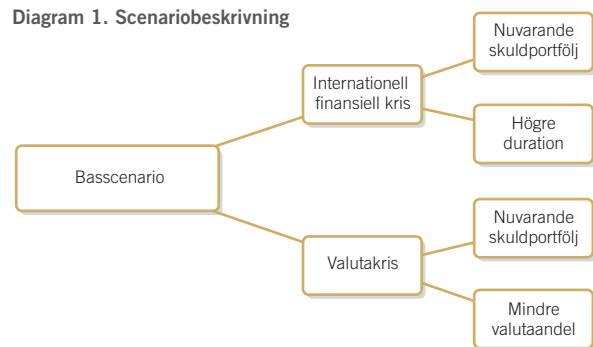 Diagram 1. Scenariobeskrivning
Nuvarande
skuldportfölj
Internationell
finansiell kris
Högre
duration
Basscenario
Nuvarande
skuldportfölj
Valutakris
Mindre
valutaandel